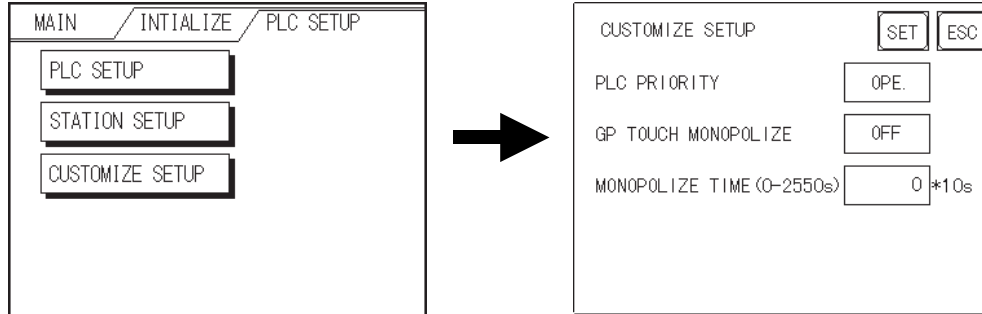 MAIN INTIALIZE PLC SETUP
PLC SETUP
STATION SETUP
CUSTOMIZE SETUP
CUSTOMIZE SETUP SET ESC
PLC PRIORITY OPE.
GP TOUCH MONOPOLIZE OFF
MONOPOLIZE TIME(0-2550s) 0 *10s